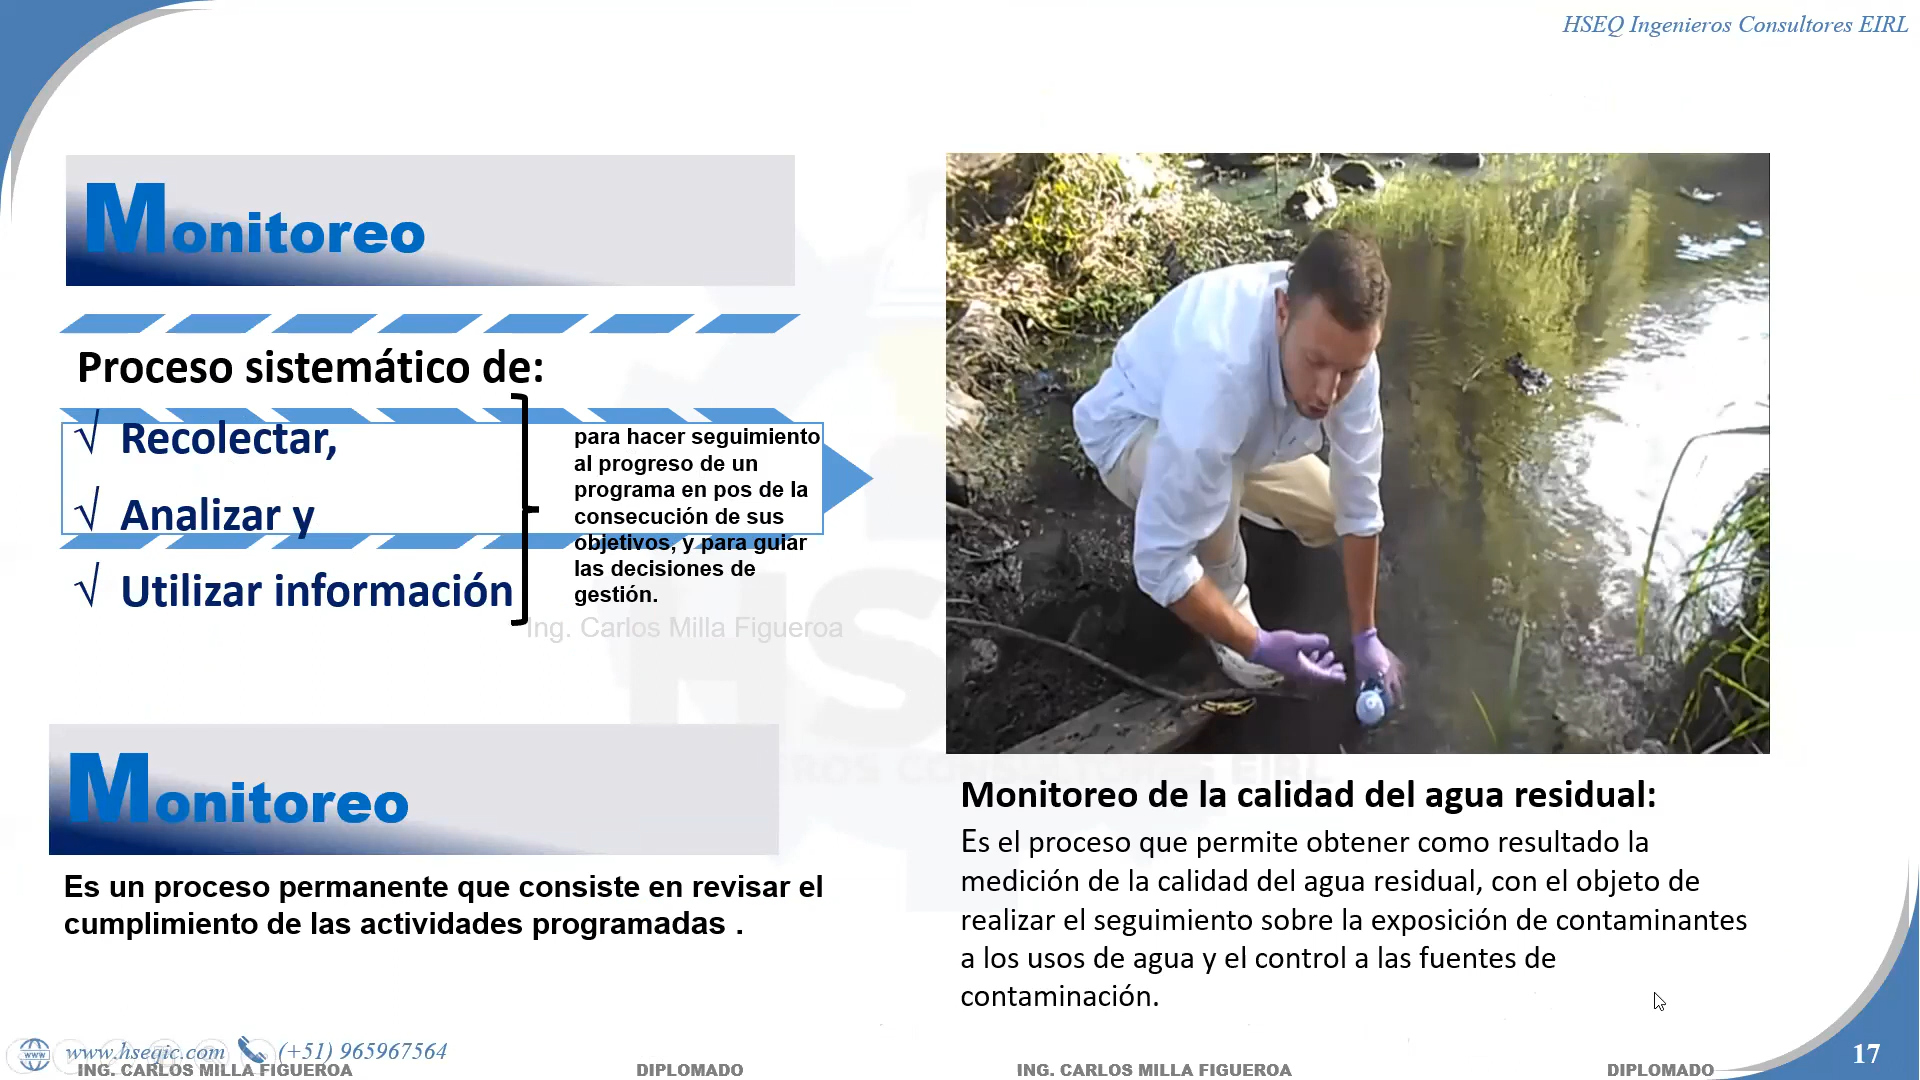 HSEQ Ingenieros Consultores EIRL
Monitoreo
Proceso sistemático de:
√ Recolectar,
√ Analizar y
√ Utilizar información
para hacer seguimiento
al progreso de un
programa en pos de la
consecución de sus
objetivos, y para guiar
las decisiones de
gestión.
Ing. Carlos Milla Figueroa
Monitoreo
Es un proceso permanente que consiste en revisar el
cumplimiento de las actividades programadas .
Monitoreo de la calidad del agua residual:
Es el proceso que permite obtener como resultado la
medición de la calidad del agua residual, con el objeto de
realizar el seguimiento sobre la exposición de contaminantes
a los usos de agua y el control a las fuentes de
contaminación.
HS
EROS CONSULTORES EIRL
www.hseqic.com (+51) 965967564
ING. CARLOS MILLA FIGUEROA DIPLOMADO ING. CARLOS MILLA FIGUEROA DIPLOMADO
17